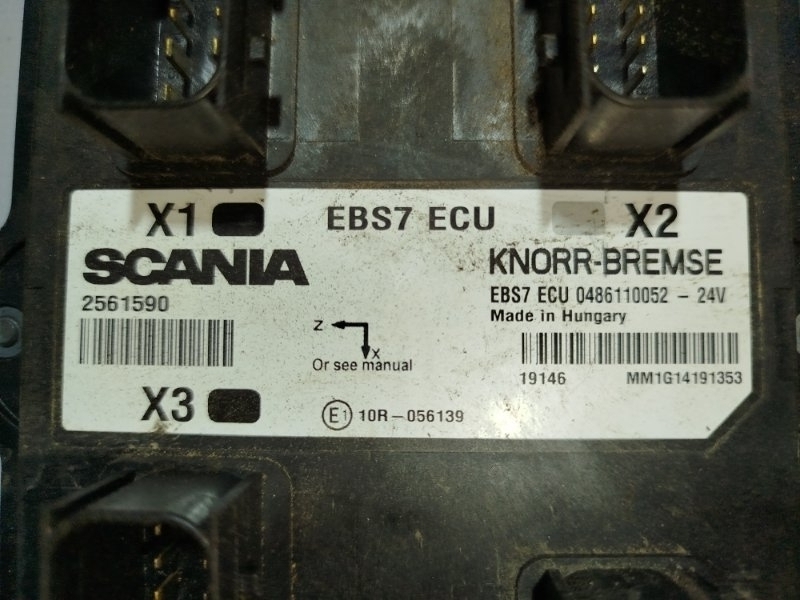 X1 EBS7 ECU X2
SCANIA KNORR-BREMSE
2561590 EBS7 ECU 0486110052 - 24V
Made in Hungary
Z
X
Or see manual
19146 MM1G14191353
X3
E1 10R-056139